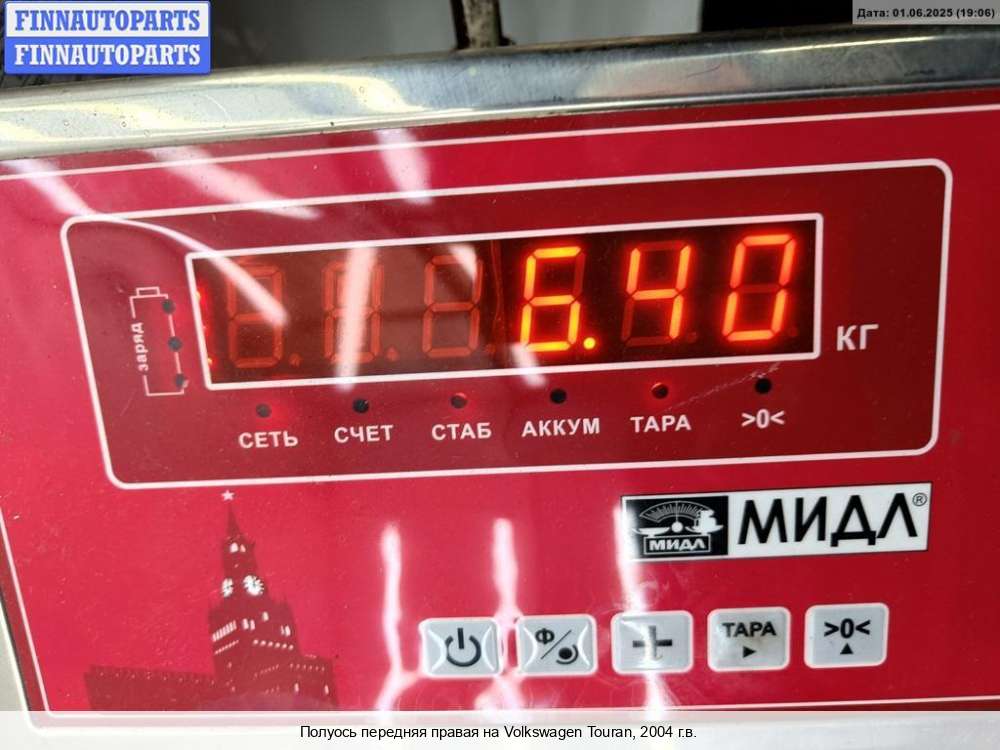 FINNAUTOPARTS
FINNAUTOPARTS
Дата: 01.06.2025 (19:06)
6.40
КГ
заряд
СЕТЬ СЧЕТ СТАБ АККУМ ТАРА >0<
МИДЛ МИДЛ®
Ф/ + ТАРА >0<
Полуось передняя правая на Volkswagen Touran, 2004 г.в.